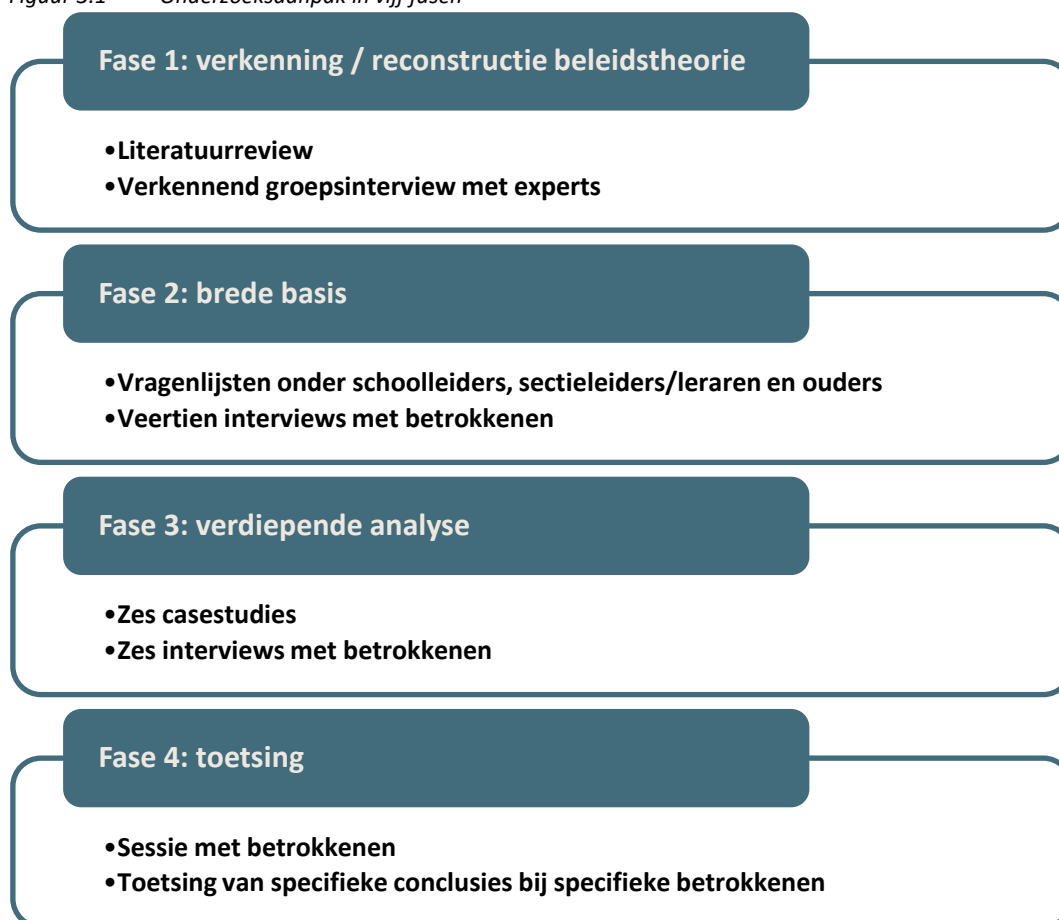 Figuur 3.1 Onderzoeksaanpak in vijf fasen
Fase 1: verkenning / reconstructie beleidstheorie
•Literatuurreview
•Verkennend groepsinterview met experts
Fase 2: brede basis
•Vragenlijsten onder schoolleiders, sectieleiders/leraren en ouders
•Veertien interviews met betrokkenen
Fase 3: verdiepende analyse
•Zes casestudies
•Zes interviews met betrokkenen
Fase 4: toetsing
•Sessie met betrokkenen
•Toetsing van specifieke conclusies bij specifieke betrokkenen